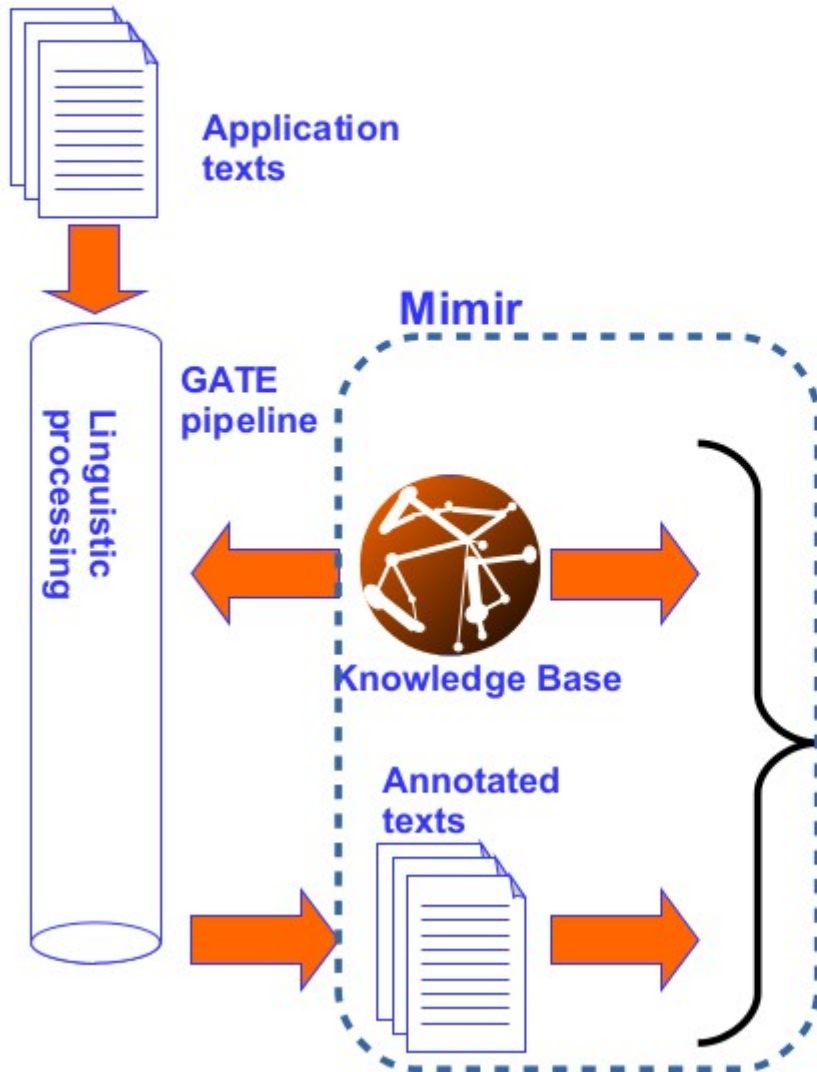 Application
texts
Mimir
GATE
pipeline
Linguistic
processing
Knowledge Base
Annotated
texts